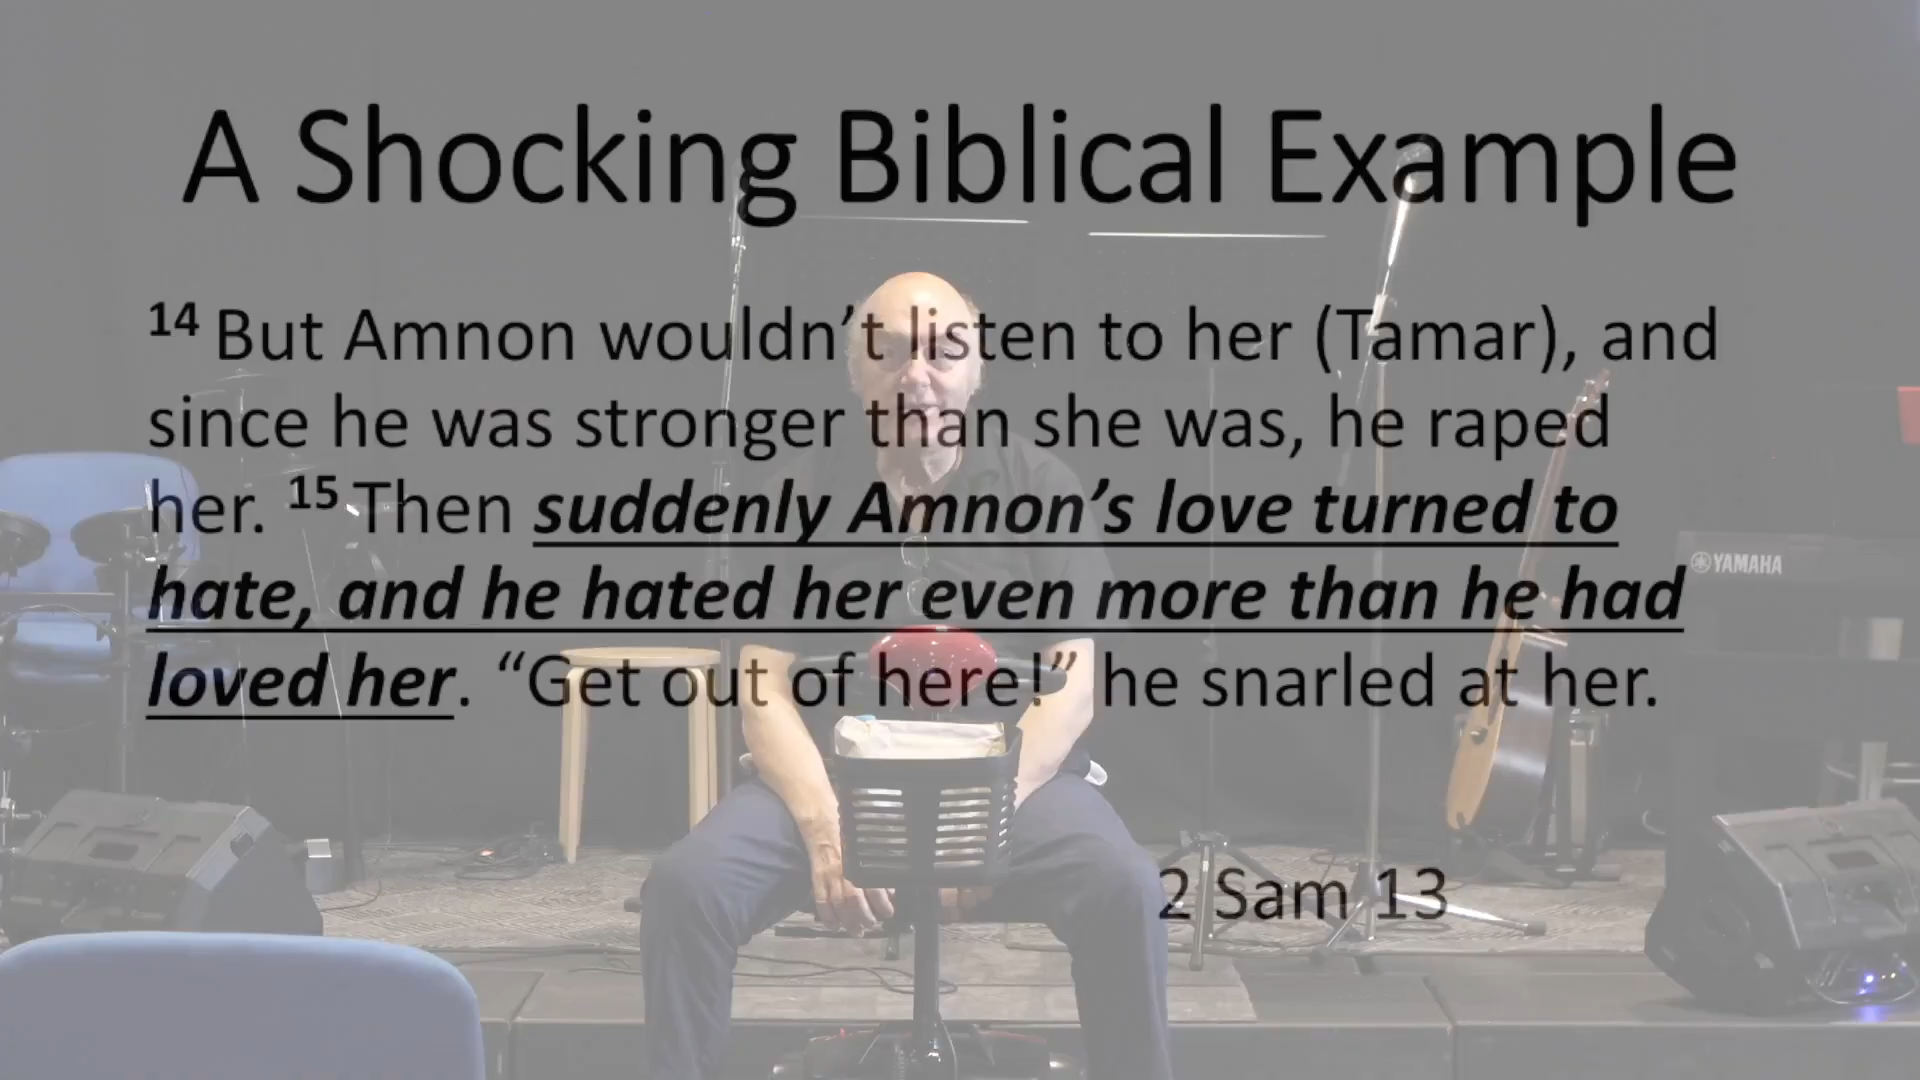 A Shocking Biblical Example
14 But Amnon wouldn’t listen to her (Tamar), and
since he was stronger than she was, he raped
her. 15 Then suddenly Amnon’s love turned to
hate, and he hated her even more than he had
loved her. “Get out of here!” he snarled at her.
2 Sam 13
YAMAHA